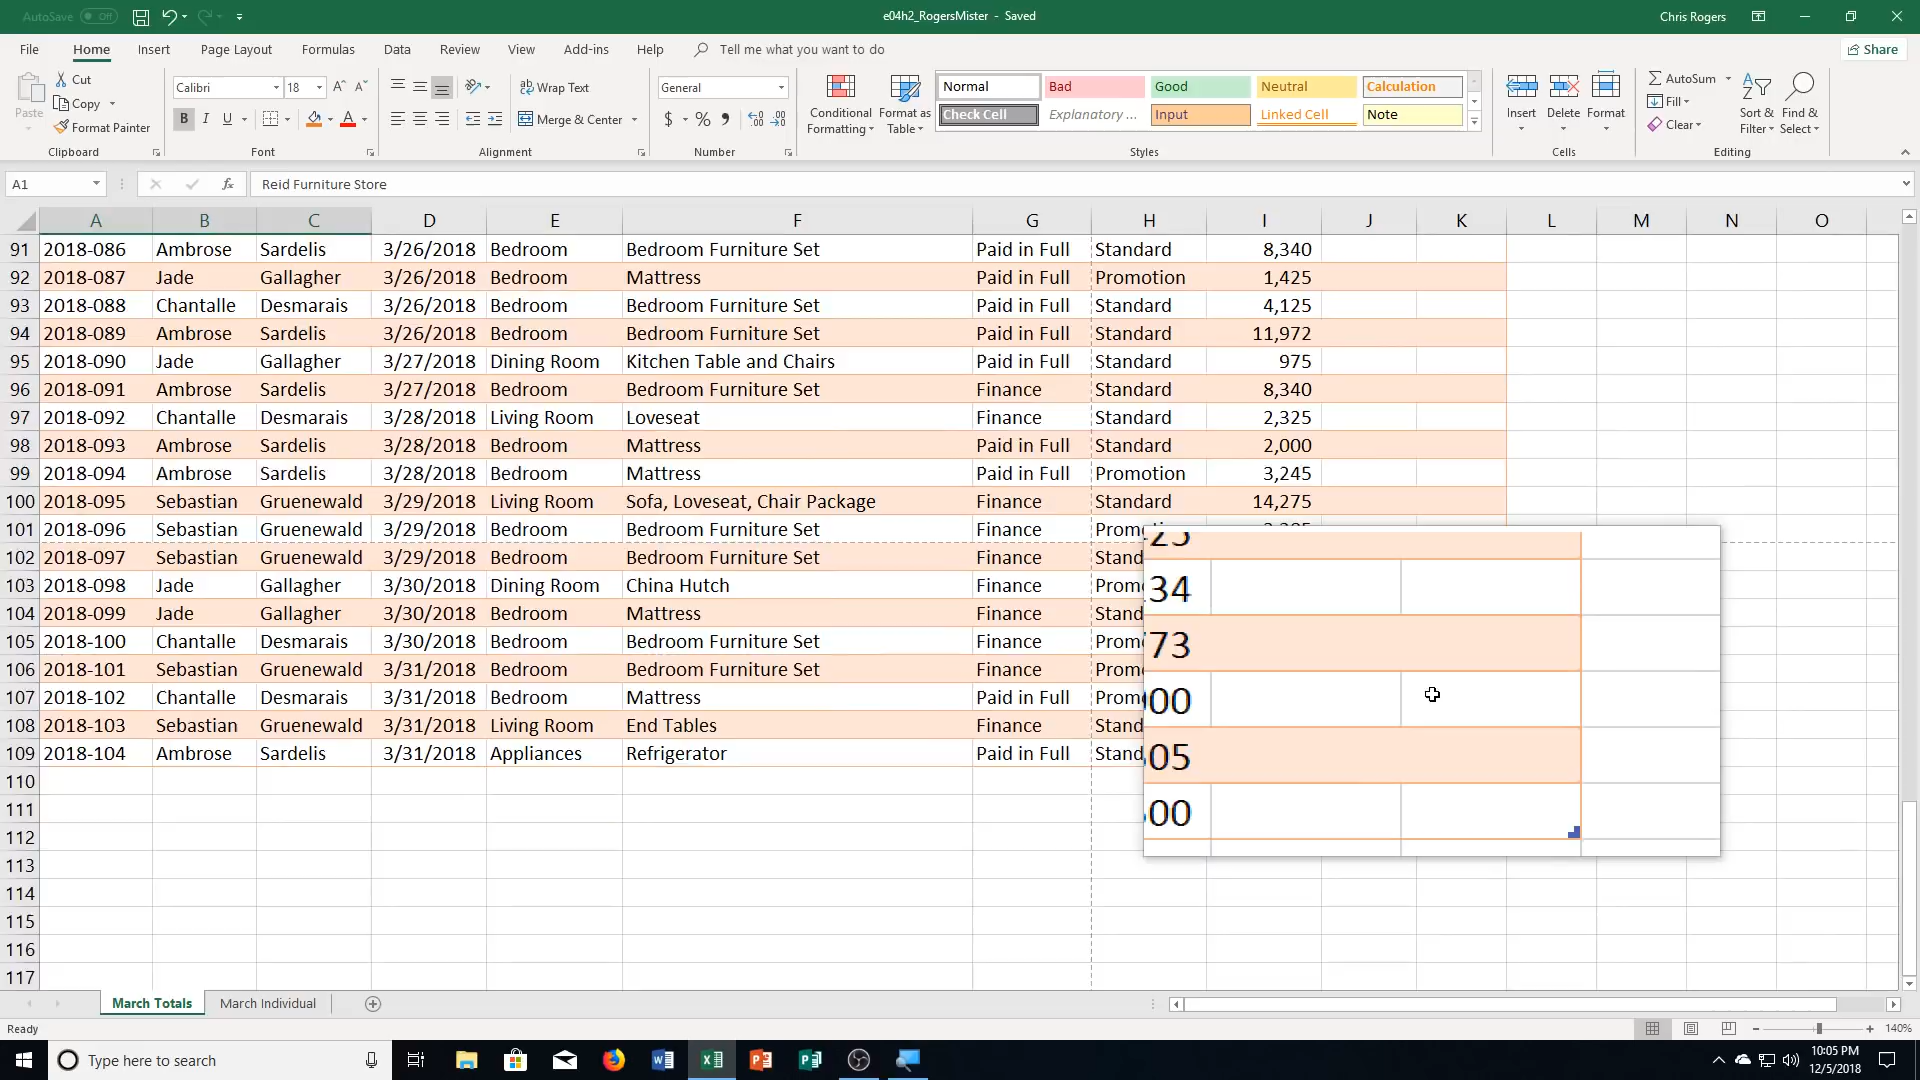 AutoSave Off
e04h2_RogersMister - Saved
Chris Rogers
File Home Insert Page Layout Formulas Data Review View Add-ins Help Tell me what you want to do Share
Paste Cut Copy Format Painter
Clipboard
Calibri 18 A A
B I U A
Font
Wrap Text
Merge & Center
Alignment
General
$ %
Number
Conditional Formatting
Format as Table
Normal Bad Good Neutral Calculation
Check Cell Explanatory ... Input Linked Cell Note
Styles
Insert Delete Format
Cells
AutoSum Fill Clear
Sort & Filter
Find & Select
Editing
A1 fx Reid Furniture Store
A B C D E F G H I J K L M N O
91 2018-086 Ambrose Sardelis 3/26/2018 Bedroom Bedroom Furniture Set Paid in Full Standard 8,340
92 2018-087 Jade Gallagher 3/26/2018 Bedroom Mattress Paid in Full Promotion 1,425
93 2018-088 Chantalle Desmarais 3/26/2018 Bedroom Bedroom Furniture Set Paid in Full Standard 4,125
94 2018-089 Ambrose Sardelis 3/26/2018 Bedroom Bedroom Furniture Set Paid in Full Standard 11,972
95 2018-090 Jade Gallagher 3/27/2018 Dining Room Kitchen Table and Chairs Paid in Full Standard 975
96 2018-091 Ambrose Sardelis 3/27/2018 Bedroom Bedroom Furniture Set Finance Standard 8,340
97 2018-092 Chantalle Desmarais 3/28/2018 Living Room Loveseat Finance Standard 2,325
98 2018-093 Ambrose Sardelis 3/28/2018 Bedroom Mattress Paid in Full Standard 2,000
99 2018-094 Ambrose Sardelis 3/28/2018 Bedroom Mattress Paid in Full Promotion 3,245
100 2018-095 Sebastian Gruenewald 3/29/2018 Living Room Sofa, Loveseat, Chair Package Finance Standard 14,275
101 2018-096 Sebastian Gruenewald 3/29/2018 Bedroom Bedroom Furniture Set Finance Prom
102 2018-097 Sebastian Gruenewald 3/29/2018 Bedroom Bedroom Furniture Set Finance Stand
103 2018-098 Jade Gallagher 3/30/2018 Dining Room China Hutch Finance Prom 34
104 2018-099 Jade Gallagher 3/30/2018 Bedroom Mattress Finance Stand
105 2018-100 Chantalle Desmarais 3/30/2018 Bedroom Bedroom Furniture Set Finance Prom 73
106 2018-101 Sebastian Gruenewald 3/31/2018 Bedroom Bedroom Furniture Set Finance Prom
107 2018-102 Chantalle Desmarais 3/31/2018 Bedroom Mattress Paid in Full Prom 00
108 2018-103 Sebastian Gruenewald 3/31/2018 Living Room End Tables Finance Stand
109 2018-104 Ambrose Sardelis 3/31/2018 Appliances Refrigerator Paid in Full Stand 05
110
111 00
112
113
114
115
116
117
March Totals March Individual
Ready 140%
Type here to search
10:05 PM
12/5/2018